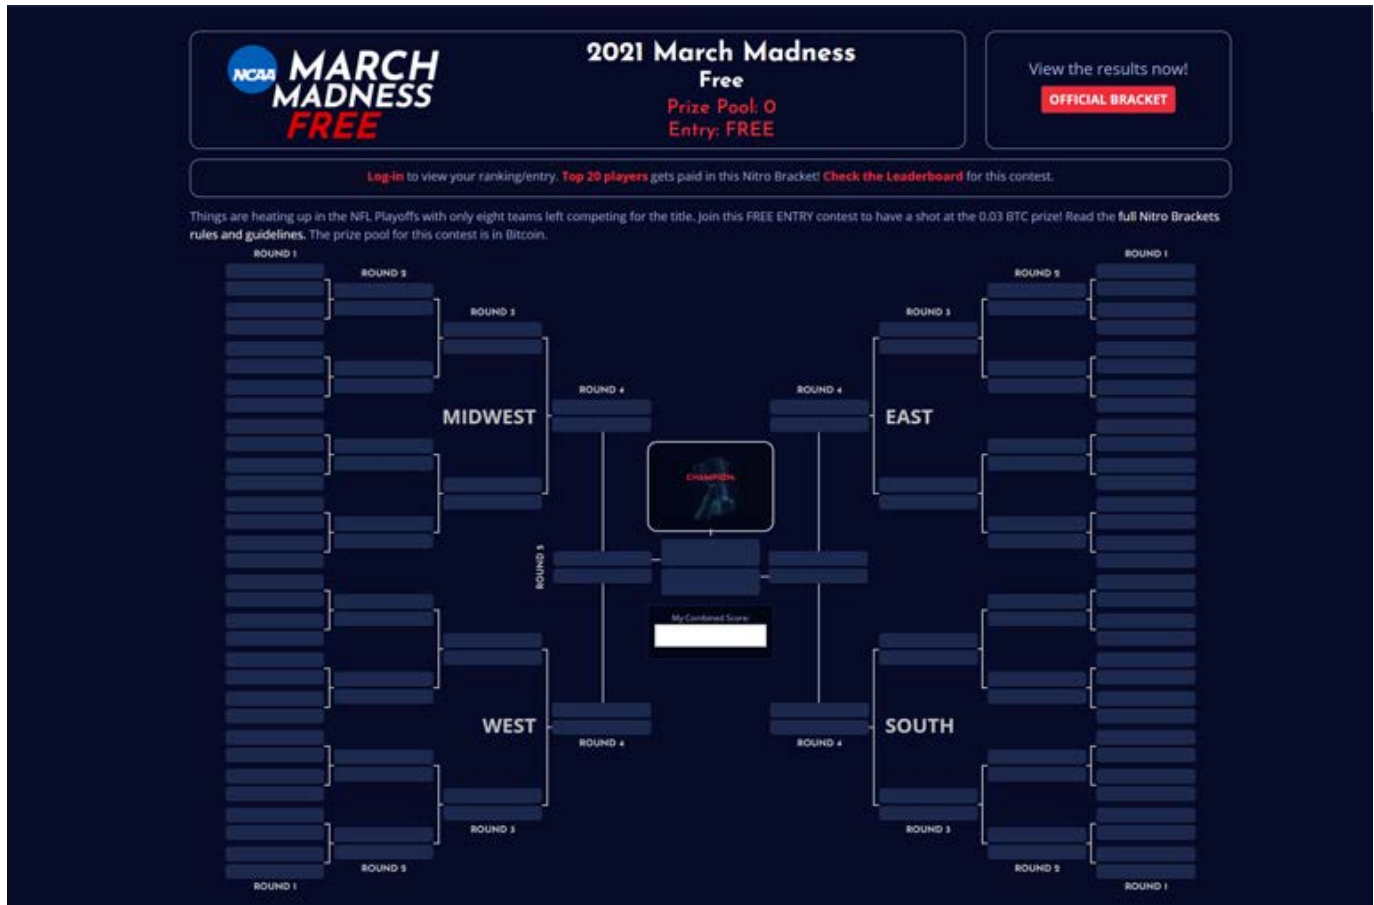 NCAA MARCH
MADNESS
FREE
2021 March Madness
Free
Prize Pool: 0
Entry: FREE
View the results now!
OFFICIAL BRACKET
Log-in to view your ranking/entry. Top 20 players gets paid in this Nitro Bracket! Check the Leaderboard for this contest.
Things are heating up in the NFL Playoffs with only eight teams left competing for the title. Join this FREE ENTRY contest to have a shot at the 0.03 BTC prize! Read the full Nitro Brackets
rules and guidelines. The prize pool for this contest is in Bitcoin.
ROUND 1
ROUND 1
ROUND 2
ROUND 2
ROUND 3
ROUND 3
ROUND 4
ROUND 4
MIDWEST
EAST
CHAMPION:
ROUND 5
My Combined Score:
WEST
SOUTH
ROUND 4
ROUND 4
ROUND 3
ROUND 3
ROUND 2
ROUND 2
ROUND 1
ROUND 1